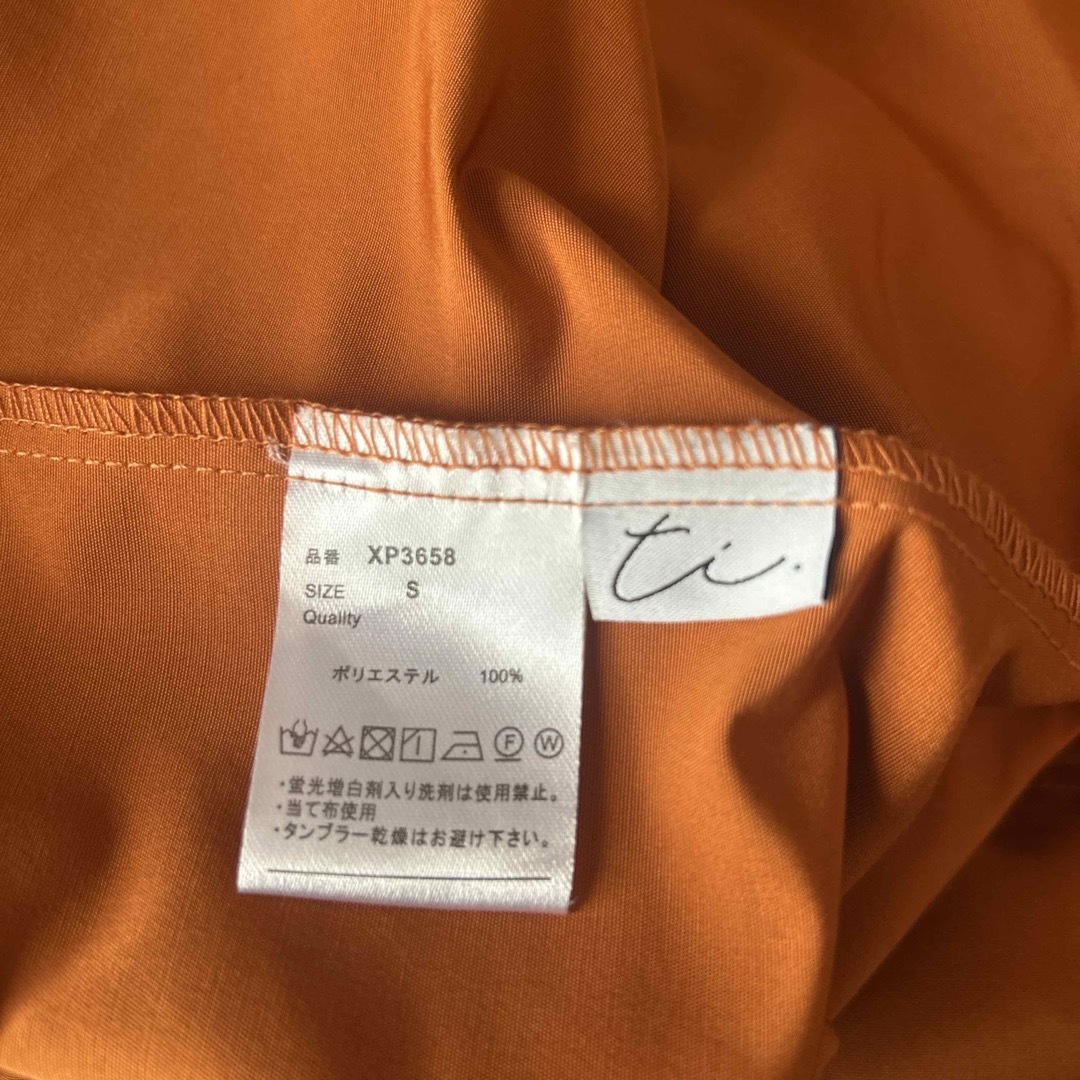 品番 XP3658
SIZE S
Quality
ポリエステル 100%
F W
・蛍光増白剤入り洗剤は使用禁止。
・当て布使用
・タンブラー乾燥はお避け下さい。
ti.